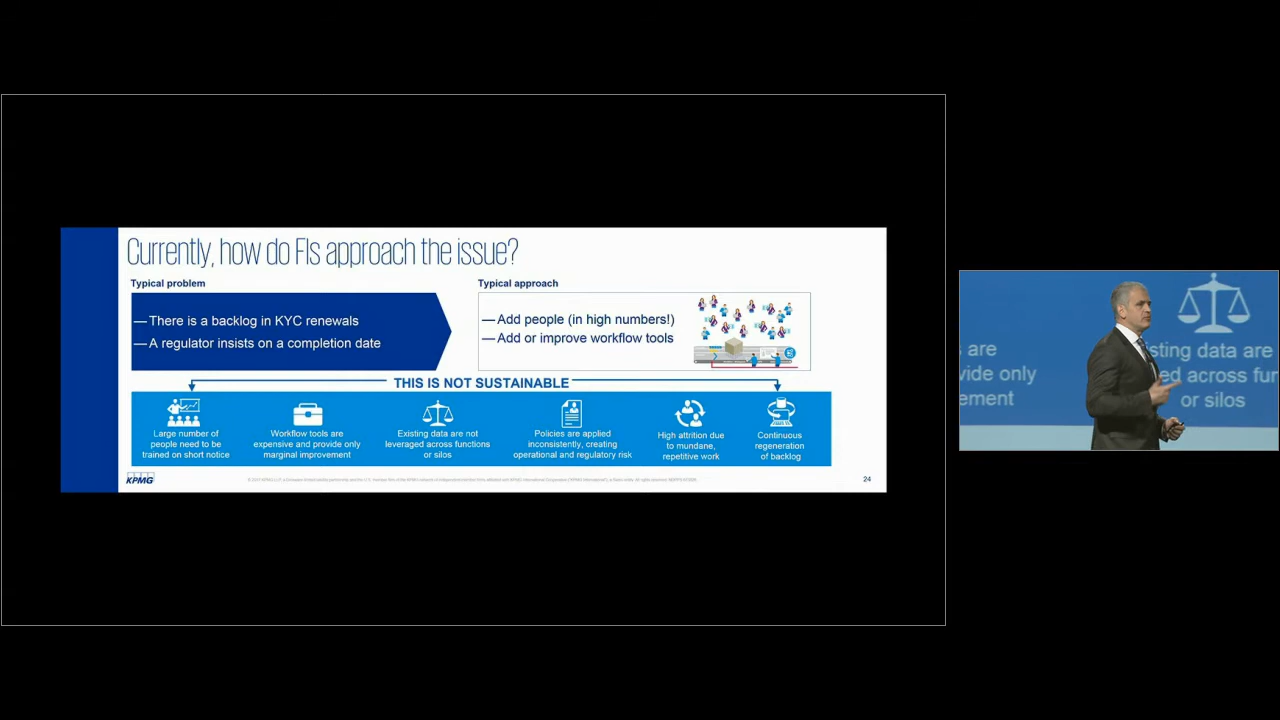 Currently, how do FIs approach the issue?
Typical problem
— There is a backlog in KYC renewals
— A regulator insists on a completion date
Typical approach
— Add people (in high numbers!)
— Add or improve workflow tools
THIS IS NOT SUSTAINABLE
Large number of
people need to be
trained on short notice
Workflow tools are
expensive and provide only
marginal improvement
Existing data are not
leveraged across functions
or silos
Policies are applied
inconsistently, creating
operational and regulatory risk
High attrition due
to mundane,
repetitive work
Continuous
regeneration
of backlog
KPMG
24
are
vide only
ement
sting data are
ed across fun
or silos